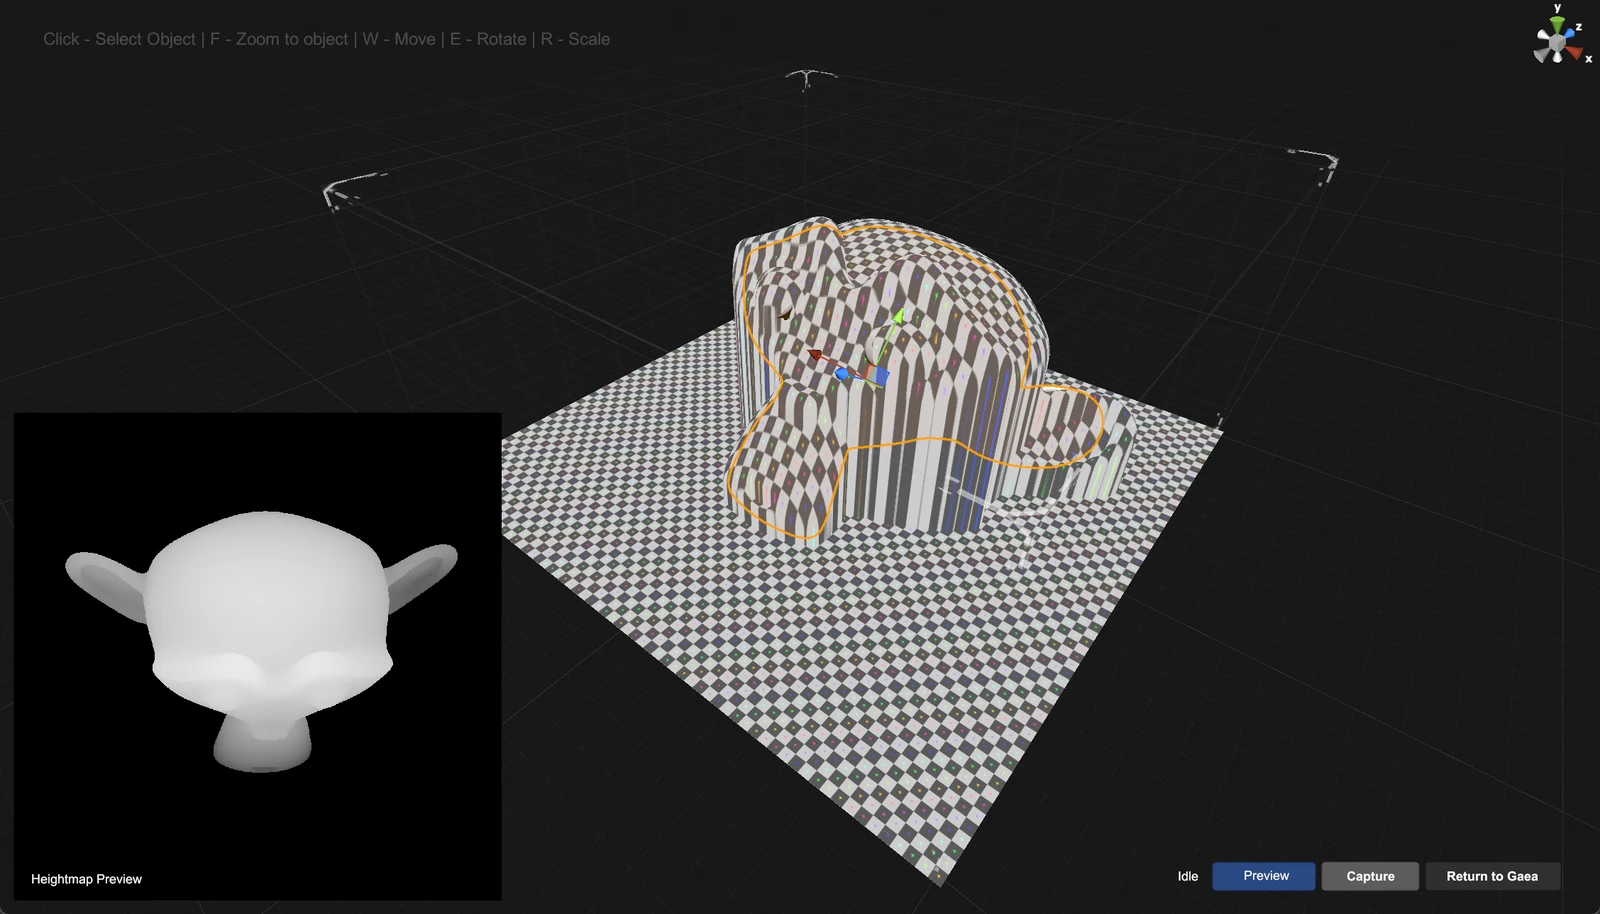 Click - Select Object | F - Zoom to object | W - Move | E - Rotate | R - Scale
y
z
x
Heightmap Preview
Idle
Preview
Capture
Return to Gaea